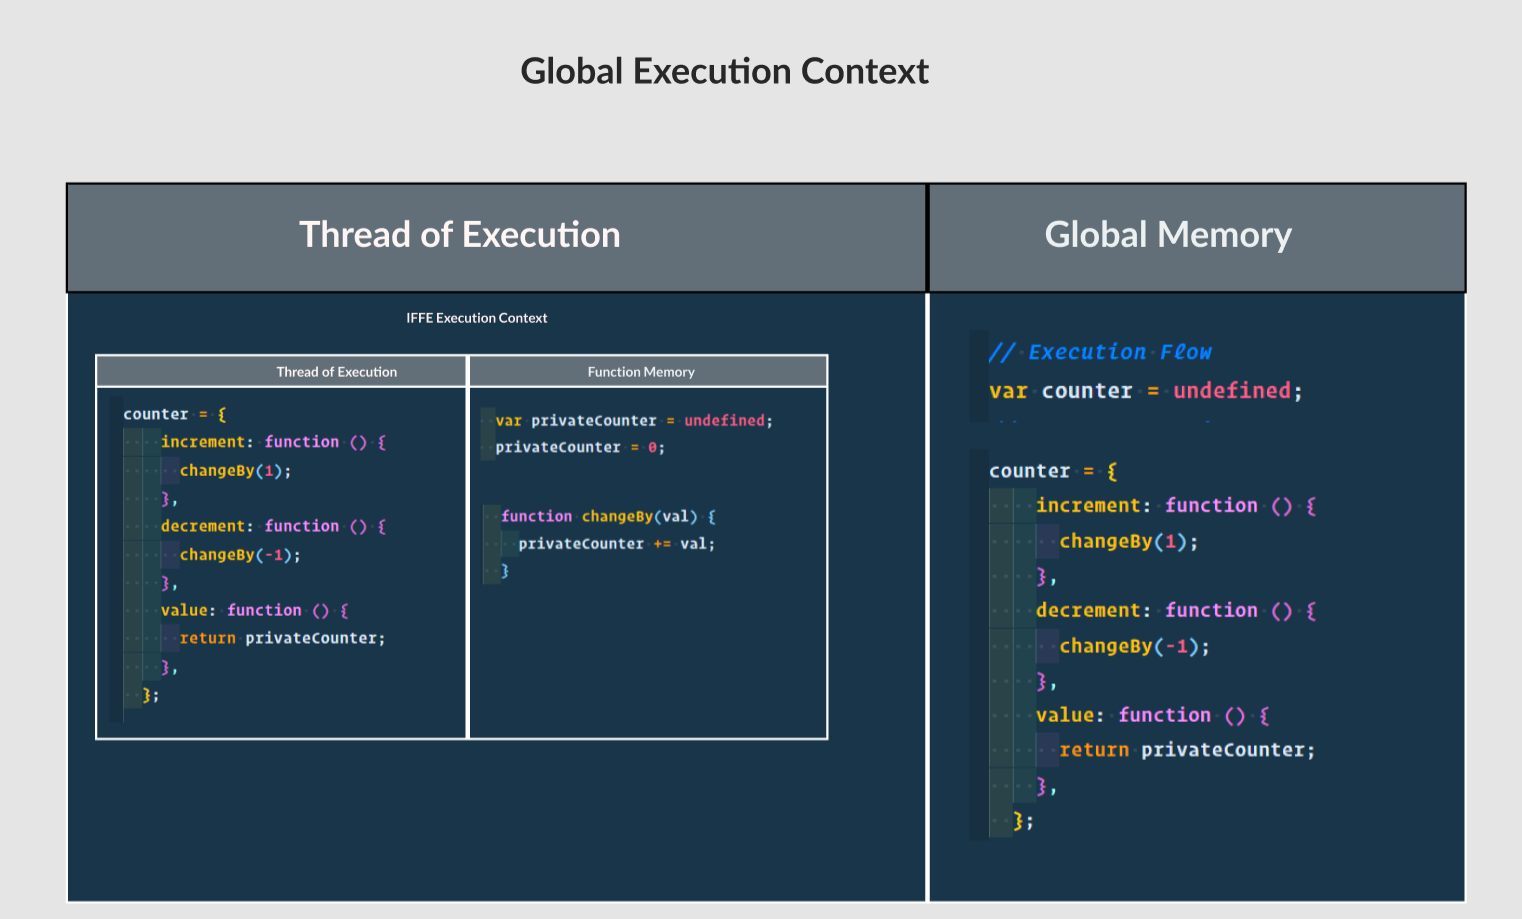 Global Execution Context
Thread of Execution
Global Memory
IFFE Execution Context
Thread of Execution
Function Memory
counter = {
increment: function () {
changeBy(1);
},
decrement: function () {
changeBy(-1);
},
value: function () {
return privateCounter;
},
};
var privateCounter = undefined;
privateCounter = 0;
function changeBy(val) {
privateCounter += val;
}
// Execution Flow
var counter = undefined;
counter = {
increment: function () {
changeBy(1);
},
decrement: function () {
changeBy(-1);
},
value: function () {
return privateCounter;
},
};